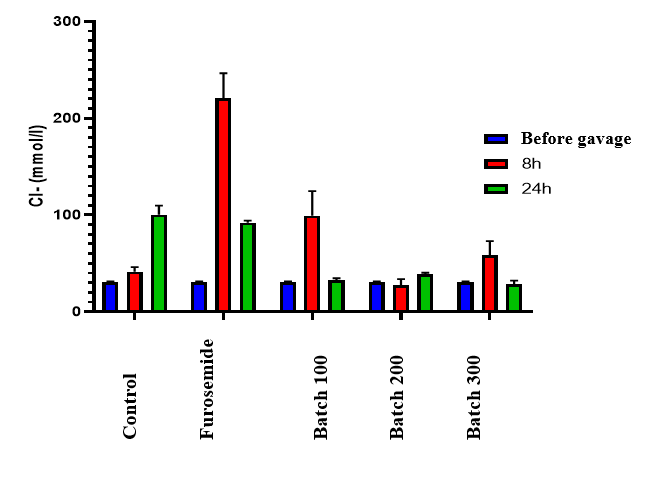 300
200
100
0
Cl- (mmol/l)
Before gavage
8h
24h
Control
Furosemide
Batch 100
Batch 200
Batch 300